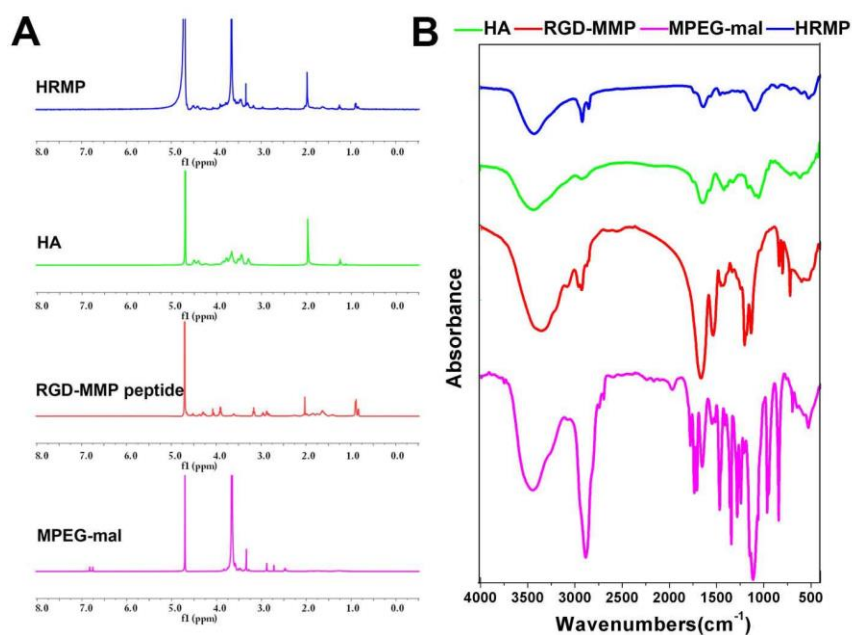 A
HRMP
8.0 7.0 6.0 5.0 4.0 3.0 2.0 1.0 0.0
f1 (ppm)
HA
8.0 7.0 6.0 5.0 4.0 3.0 2.0 1.0 0.0
f1 (ppm)
RGD-MMP peptide
8.0 7.0 6.0 5.0 4.0 3.0 2.0 1.0 0.0
f1 (ppm)
MPEG-mal
8.0 7.0 6.0 5.0 4.0 3.0 2.0 1.0 0.0
f1 (ppm)
B
HA RGD-MMP MPEG-mal HRMP
Absorbance
4000 3500 3000 2500 2000 1500 1000 500
Wavenumbers(cm⁻¹)